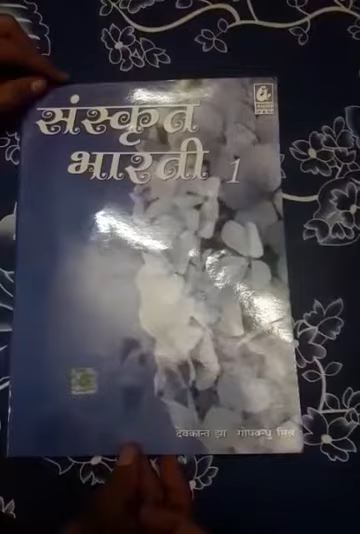 संस्कृत
भारती 1
देवकान्त झा गोपबन्धु मिश्र